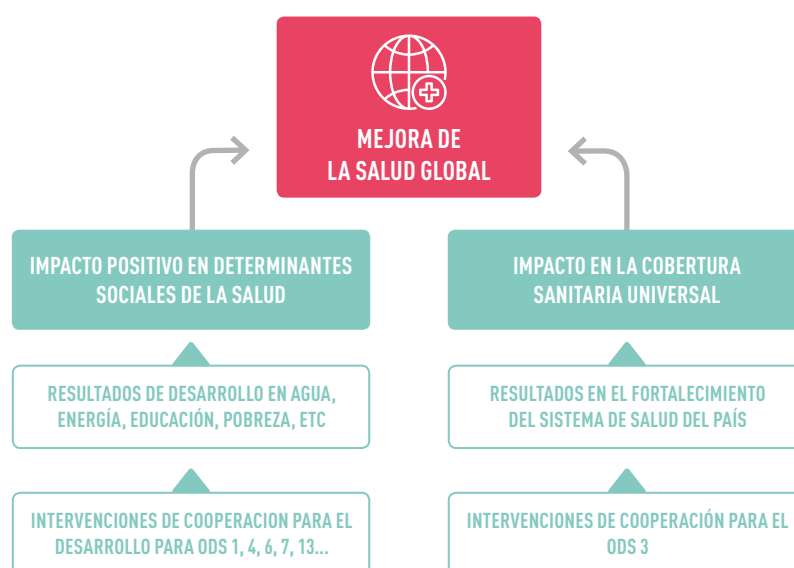 MEJORA DE
LA SALUD GLOBAL
IMPACTO POSITIVO EN DETERMINANTES
SOCIALES DE LA SALUD
IMPACTO EN LA COBERTURA
SANITARIA UNIVERSAL
RESULTADOS DE DESARROLLO EN AGUA,
ENERGÍA, EDUCACIÓN, POBREZA, ETC
RESULTADOS EN EL FORTALECIMIENTO
DEL SISTEMA DE SALUD DEL PAÍS
INTERVENCIONES DE COOPERACION PARA EL
DESARROLLO PARA ODS 1, 4, 6, 7, 13...
INTERVENCIONES DE COOPERACIÓN PARA EL
ODS 3